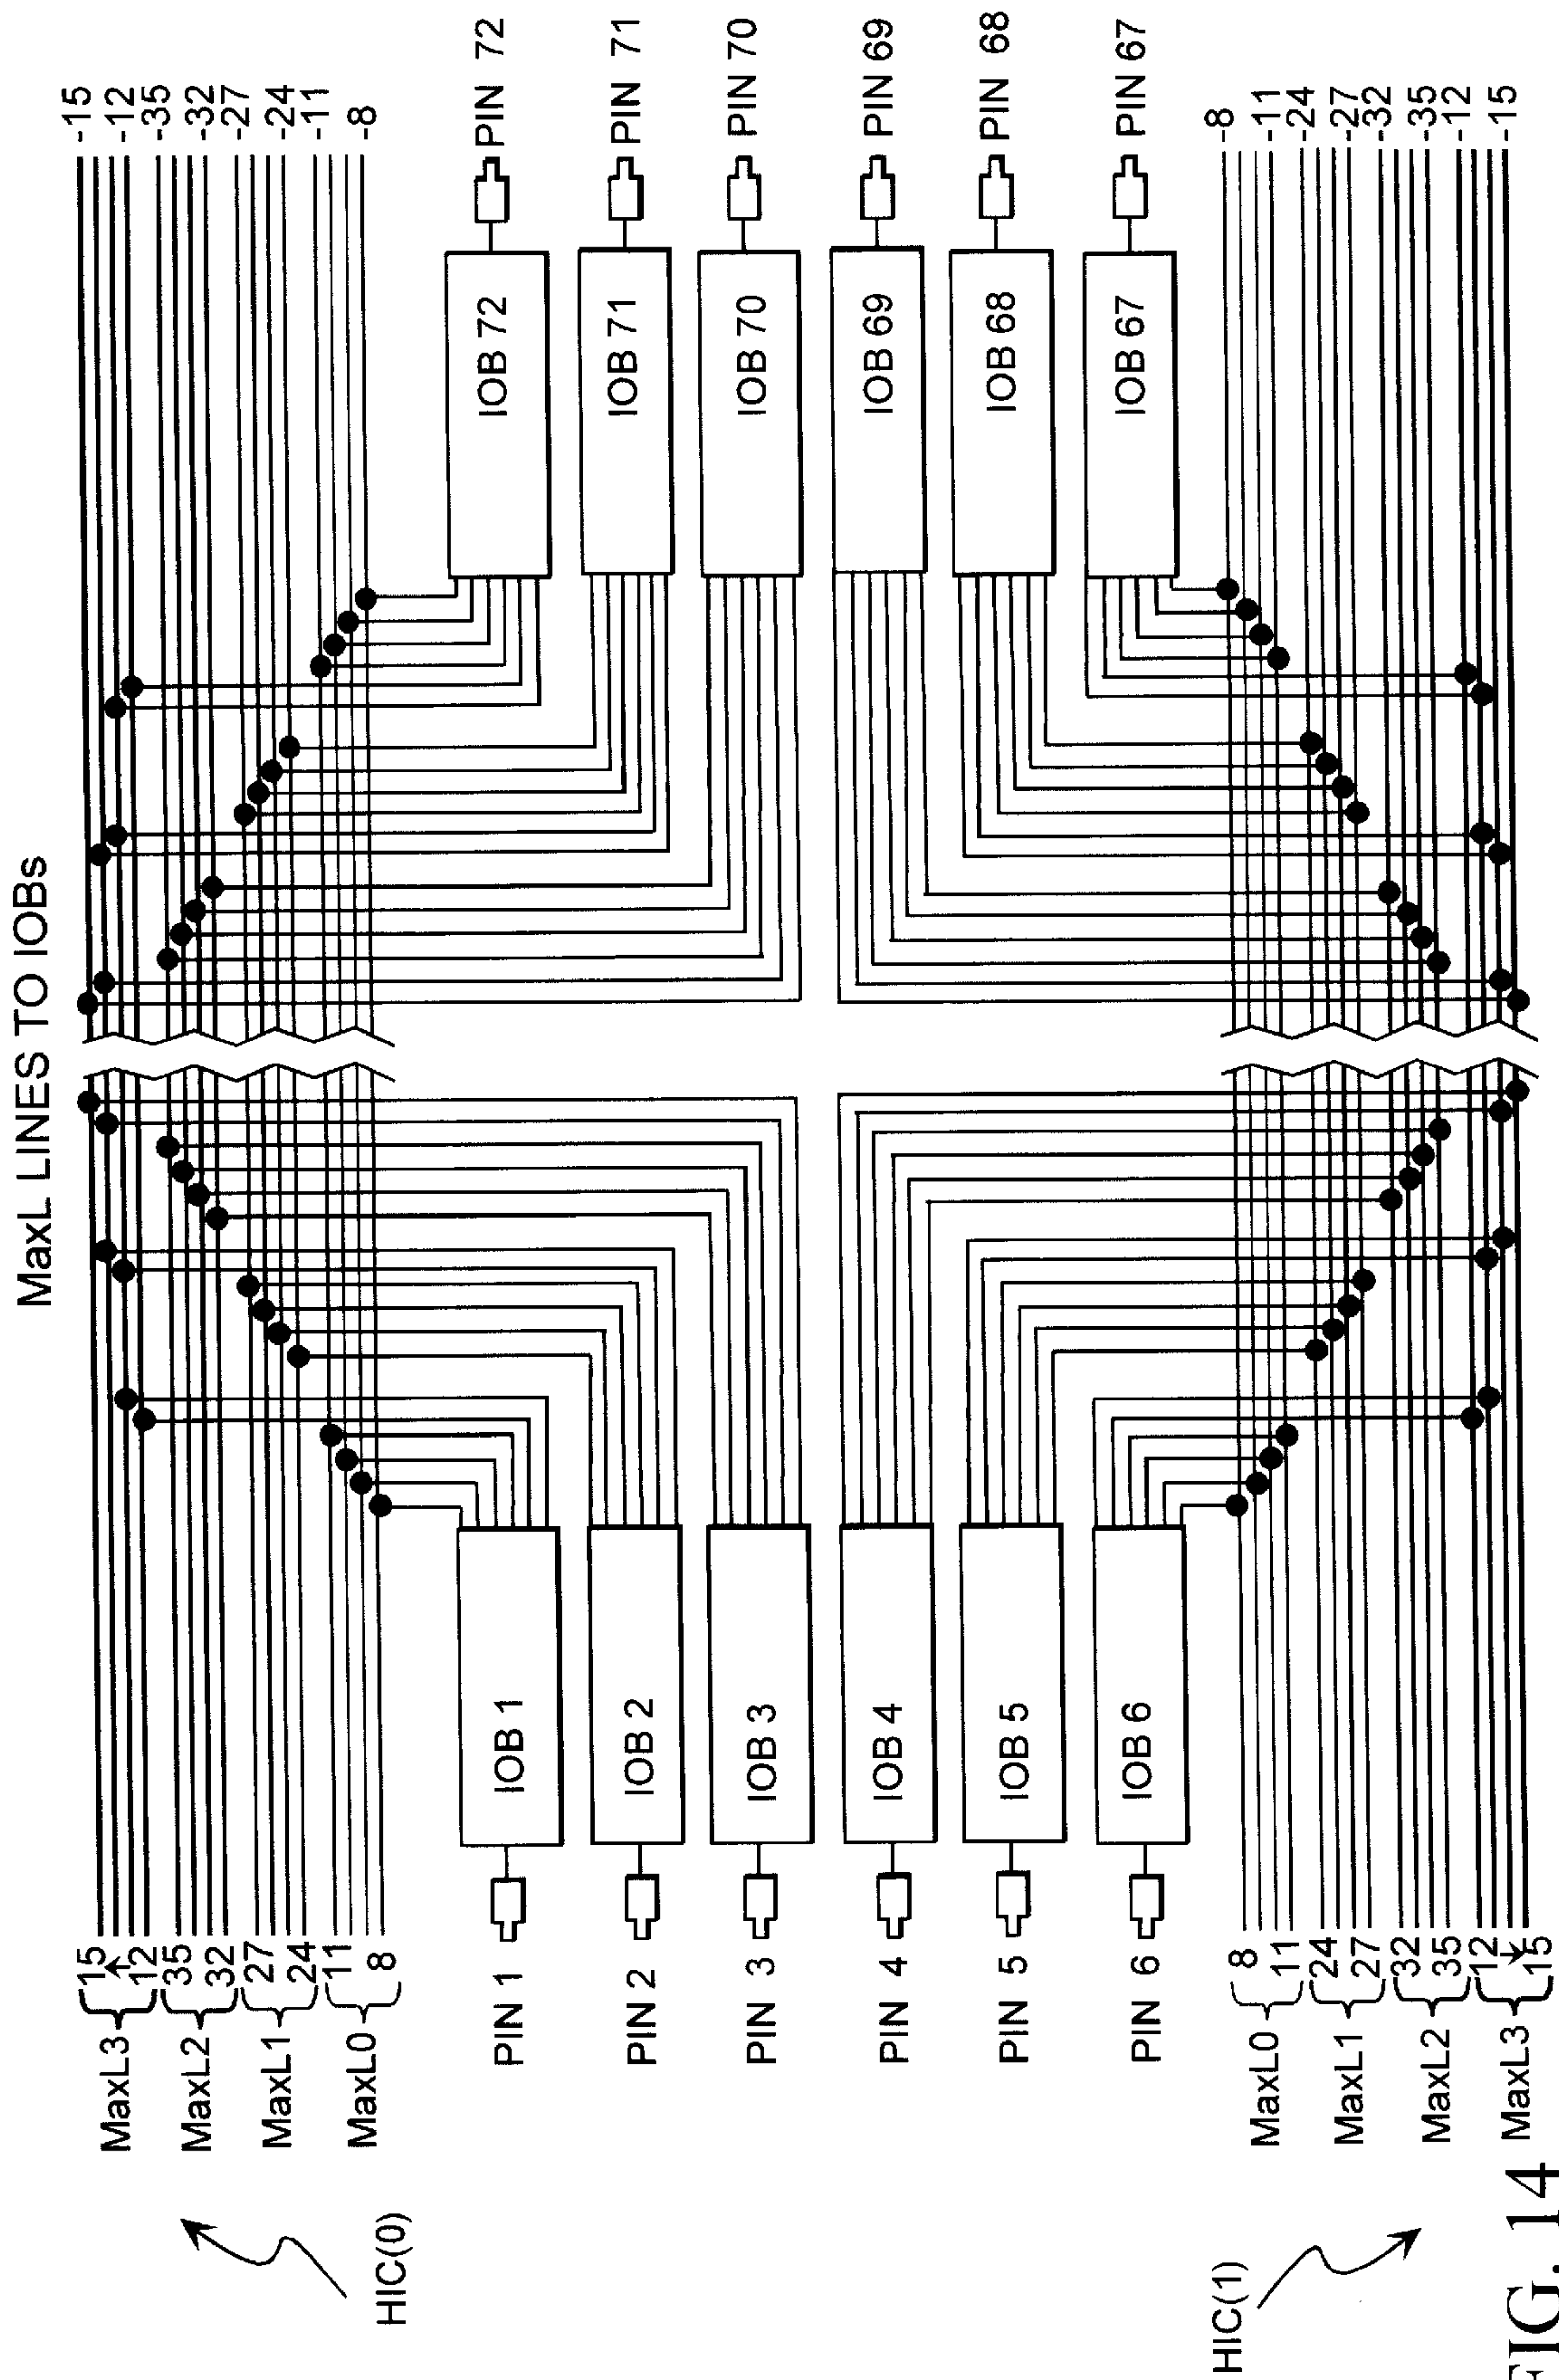 MaxL LINES TO IOBs
HIC(0)
MaxL3
15
12
MaxL2
35
32
MaxL1
27
24
MaxL0
11
8
-15
-12
-35
-32
-27
-24
-11
-8
PIN 1
IOB 1
IOB 72
PIN 72
PIN 2
IOB 2
IOB 71
PIN 71
PIN 3
IOB 3
IOB 70
PIN 70
PIN 4
IOB 4
IOB 69
PIN 69
PIN 5
IOB 5
IOB 68
PIN 68
PIN 6
IOB 6
IOB 67
PIN 67
HIC(1)
MaxL0
8
11
MaxL1
24
27
MaxL2
32
35
MaxL3
12
15
-8
-11
-24
-27
-32
-35
-12
-15
FIG. 14